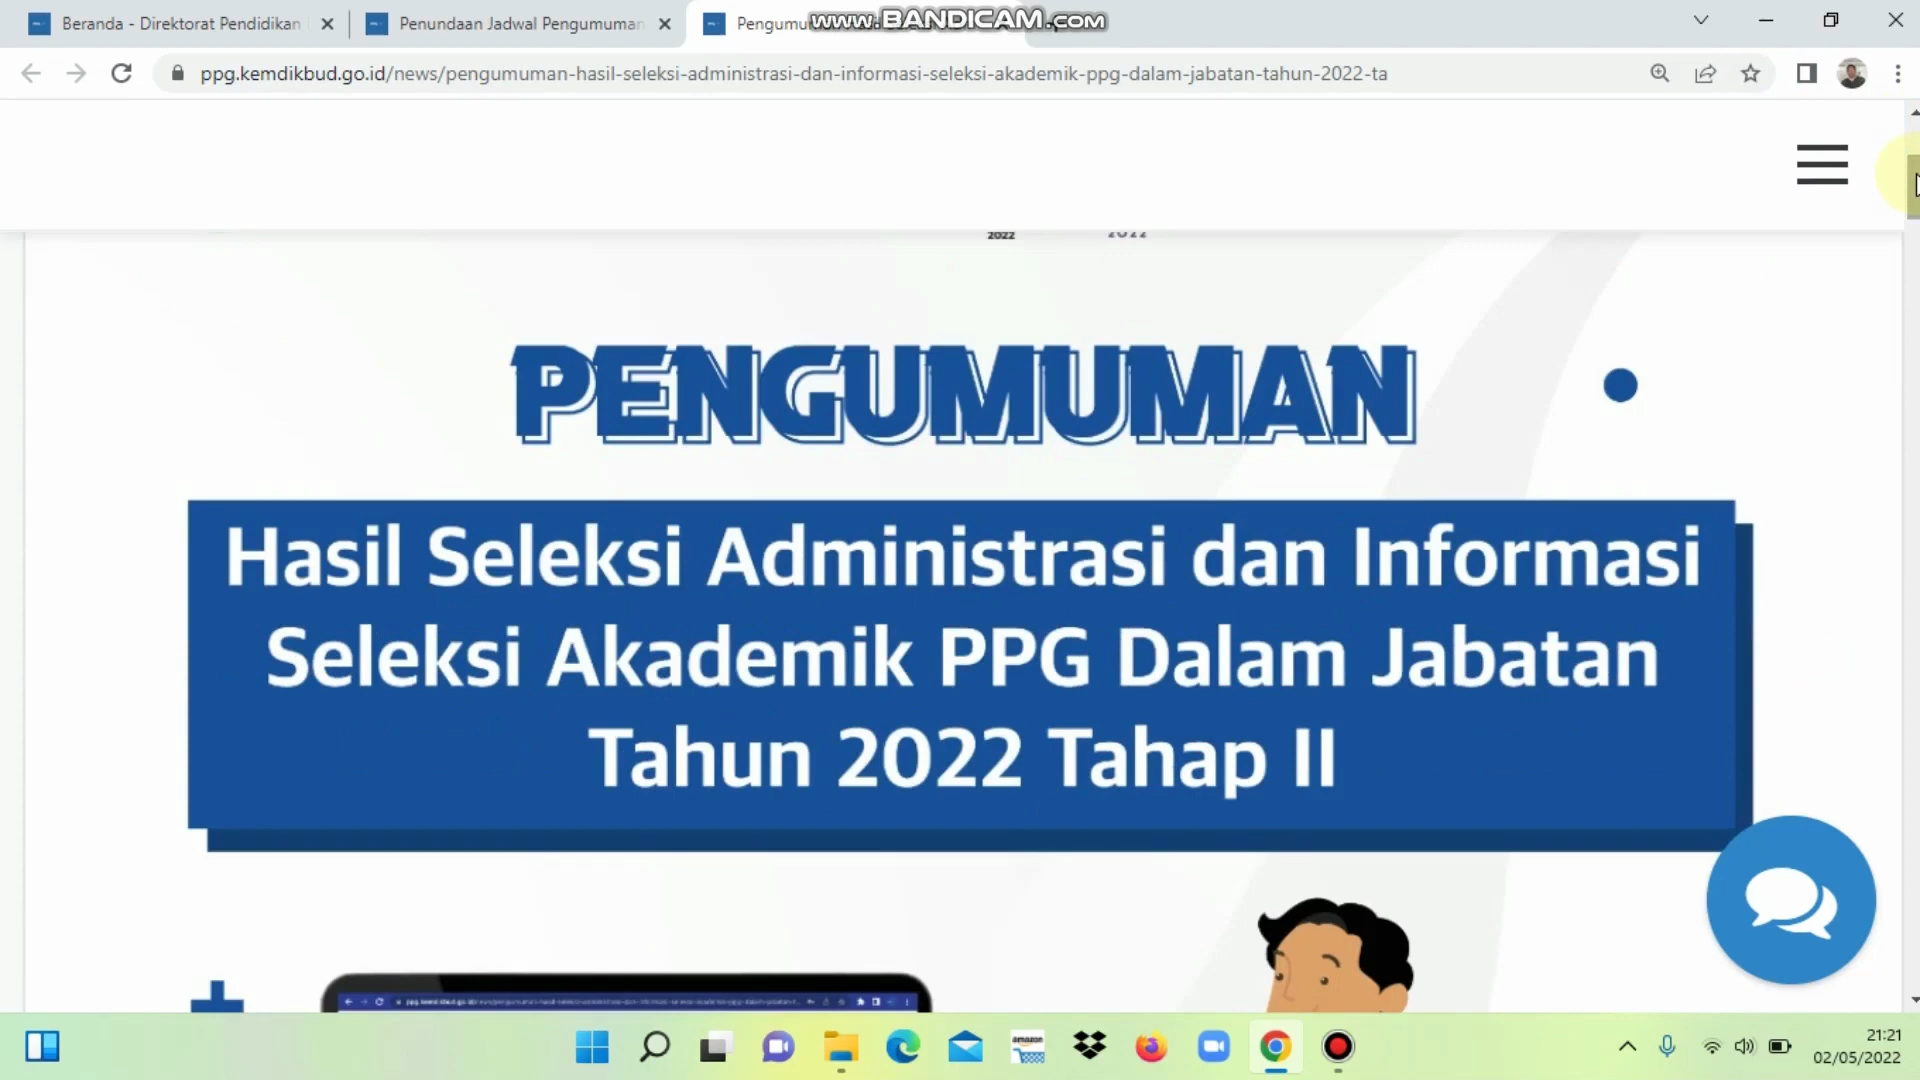 Beranda - Direktorat Pendidikan
Penundaan Jadwal Pengumuman
Pengumu
www.BANDICAM.com
ppg.kemdikbud.go.id/news/pengumuman-hasil-seleksi-administrasi-dan-informasi-seleksi-akademik-ppg-dalam-jabatan-tahun-2022-ta
2022
2022
PENGUMUMAN
Hasil Seleksi Administrasi dan Informasi
Seleksi Akademik PPG Dalam Jabatan
Tahun 2022 Tahap II
amazon
21:21
02/05/2022